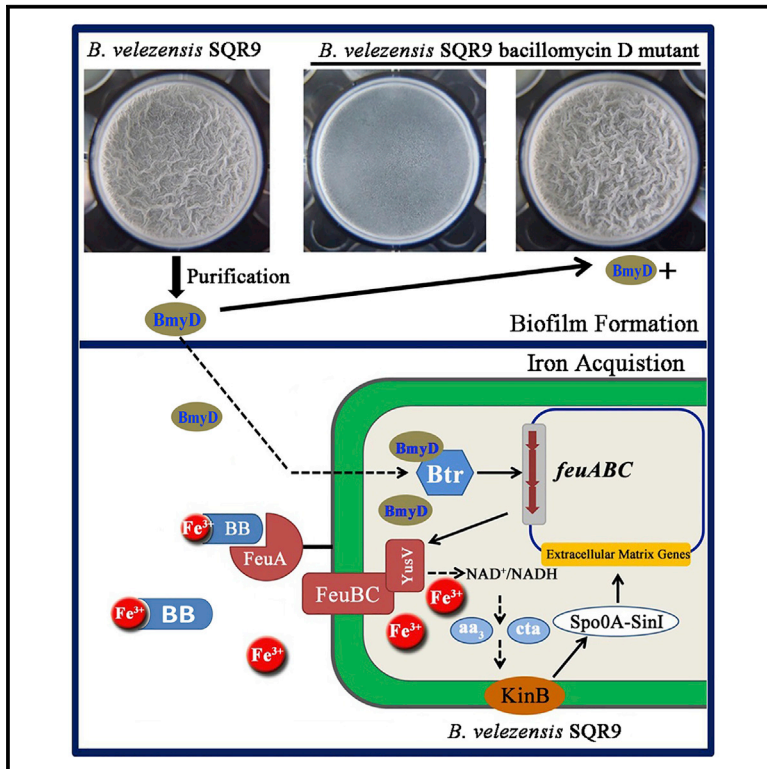 B. velezensis SQR9
B. velezensis SQR9 bacillomycin D mutant
Purification
BmyD
BmyD +
Biofilm Formation
Iron Acquistion
BmyD
BmyD
Btr
feuABC
BmyD
Fe3+ BB
FeuA
YusV
FeuBC
NAD+/NADH
Extracellular Matrix Genes
Fe3+
Fe3+ BB
Fe3+
Fe3+
aa3
cta
Spo0A-SinI
KinB
B. velezensis SQR9